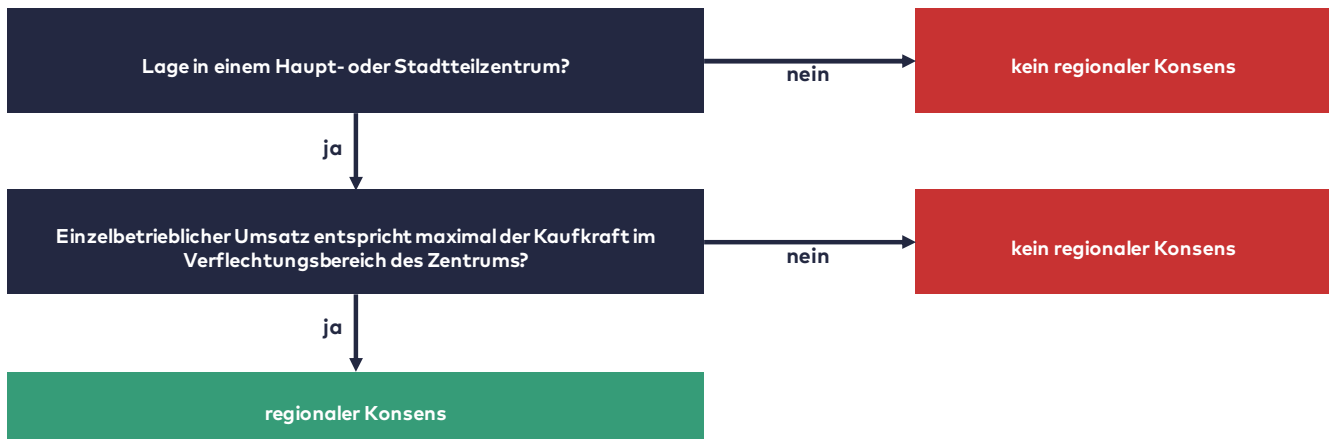 Lage in einem Haupt- oder Stadtteilzentrum?
nein
kein regionaler Konsens
ja
Einzelbetrieblicher Umsatz entspricht maximal der Kaufkraft im
Verflechtungsbereich des Zentrums?
nein
kein regionaler Konsens
ja
regionaler Konsens